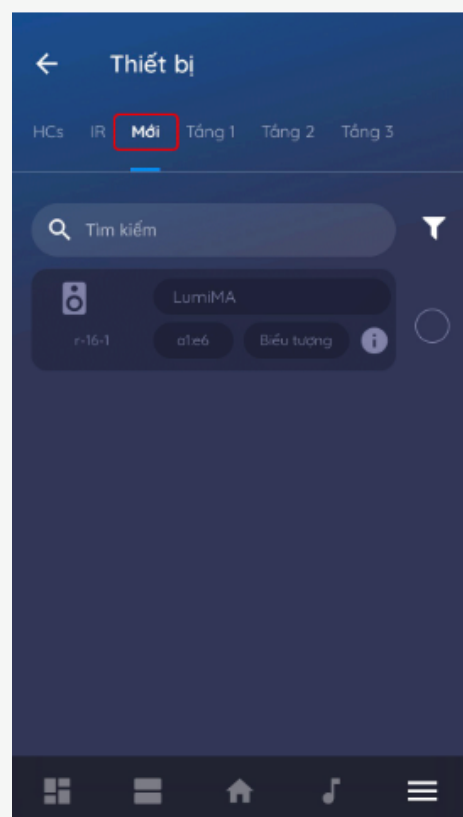 Thiết bị
HCs IR Mới Tầng 1 Tầng 2 Tầng 3
Tìm kiếm
LumiMA
r-16-1 a1:e6 Biểu tượng